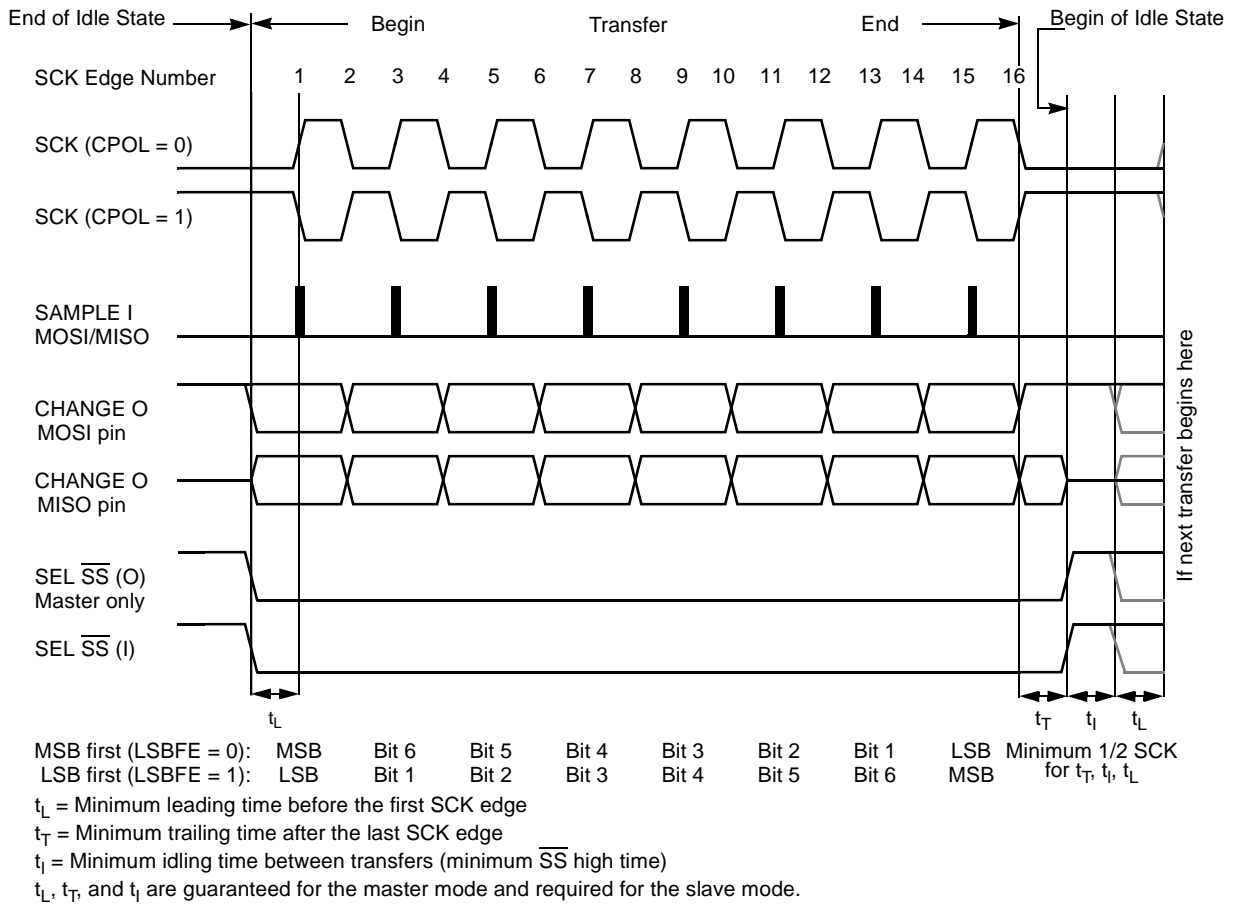 End of Idle State
Begin
Transfer
End
Begin of Idle State
SCK Edge Number
1 2 3 4 5 6 7 8 9 10 11 12 13 14 15 16
SCK (CPOL = 0)
SCK (CPOL = 1)
SAMPLE I
MOSI/MISO
CHANGE O
MOSI pin
CHANGE O
MISO pin
SEL S̅S̅ (O)
Master only
SEL S̅S̅ (I)
If next transfer begins here
tL
tT tI tL
MSB first (LSBFE = 0): MSB Bit 6 Bit 5 Bit 4 Bit 3 Bit 2 Bit 1 LSB
LSB first (LSBFE = 1): LSB Bit 1 Bit 2 Bit 3 Bit 4 Bit 5 Bit 6 MSB
Minimum 1/2 SCK
for tT, tI, tL
tL = Minimum leading time before the first SCK edge
tT = Minimum trailing time after the last SCK edge
tI = Minimum idling time between transfers (minimum S̅S̅ high time)
tL, tT, and tI are guaranteed for the master mode and required for the slave mode.